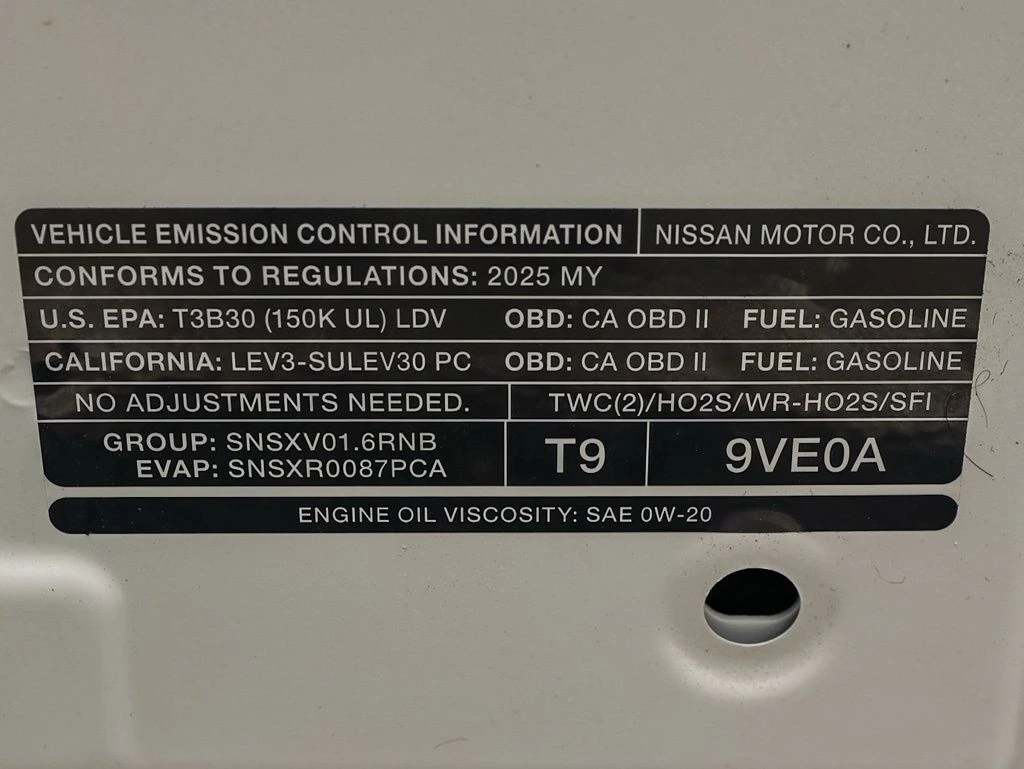 VEHICLE EMISSION CONTROL INFORMATION NISSAN MOTOR CO., LTD.
CONFORMS TO REGULATIONS: 2025 MY
U.S. EPA: T3B30 (150K UL) LDV OBD: CA OBD II FUEL: GASOLINE
CALIFORNIA: LEV3-SULEV30 PC OBD: CA OBD II FUEL: GASOLINE
NO ADJUSTMENTS NEEDED. TWC(2)/HO2S/WR-HO2S/SFI
GROUP: SNSXV01.6RNB
EVAP: SNSXR0087PCA
T9 9VE0A
ENGINE OIL VISCOSITY: SAE 0W-20